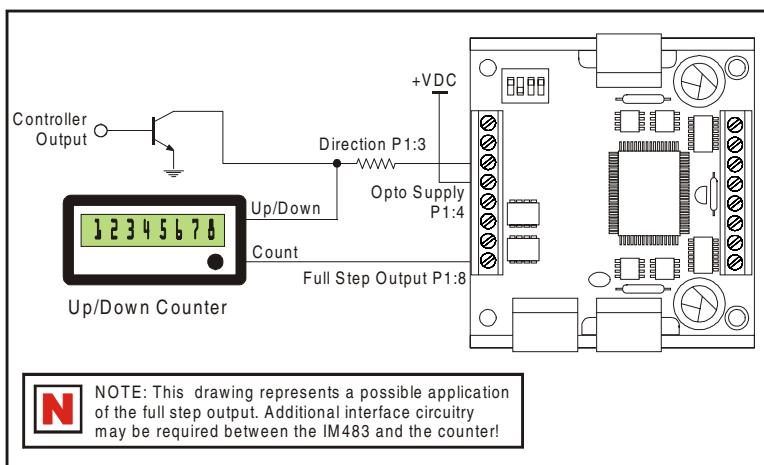 +VDC
Controller
Output
Direction P1:3
Opto Supply
P1:4
Up/Down
12345678
Count
Full Step Output P1:8
Up/Down Counter
N
NOTE: This drawing represents a possible application
of the full step output. Additional interface circuitry
may be required between the IM483 and the counter!